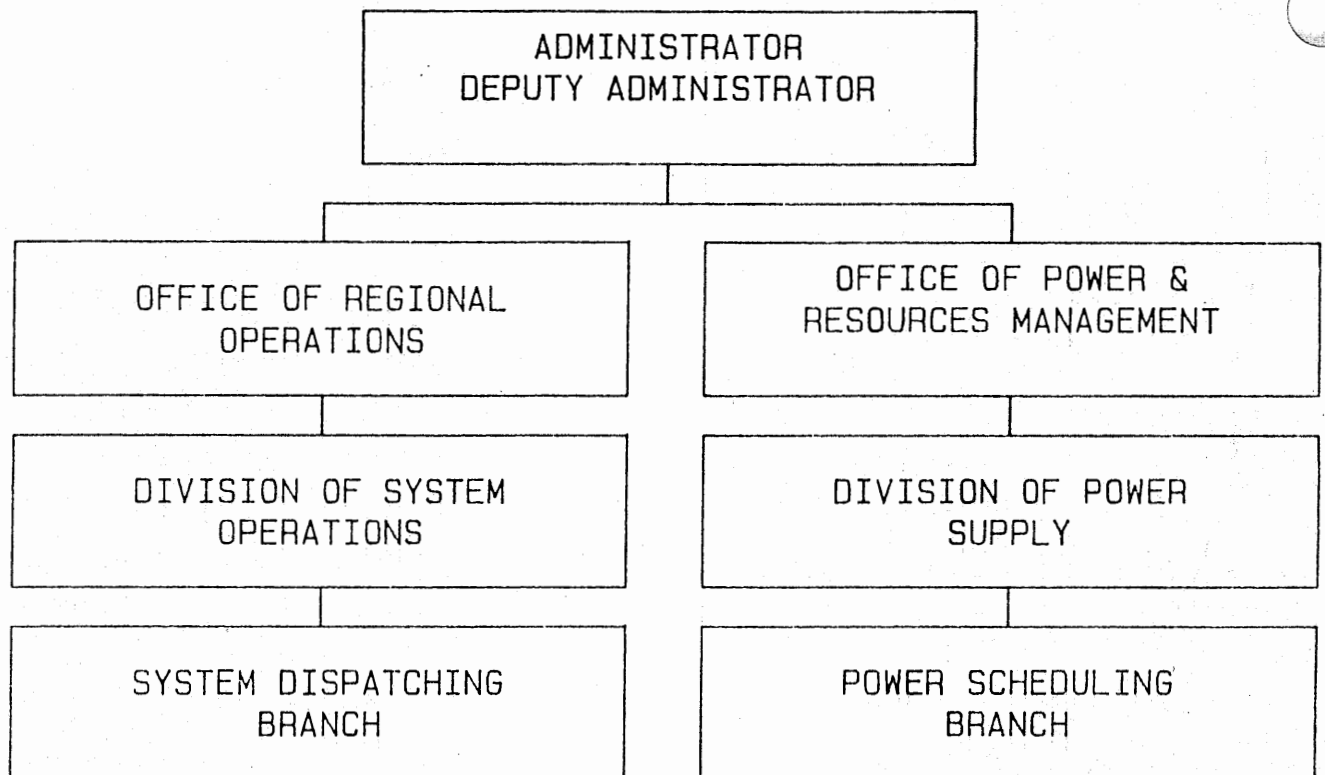 ADMINISTRATOR
DEPUTY ADMINISTRATOR
OFFICE OF REGIONAL
OPERATIONS
OFFICE OF POWER &
RESOURCES MANAGEMENT
DIVISION OF SYSTEM
OPERATIONS
DIVISION OF POWER
SUPPLY
SYSTEM DISPATCHING
BRANCH
POWER SCHEDULING
BRANCH